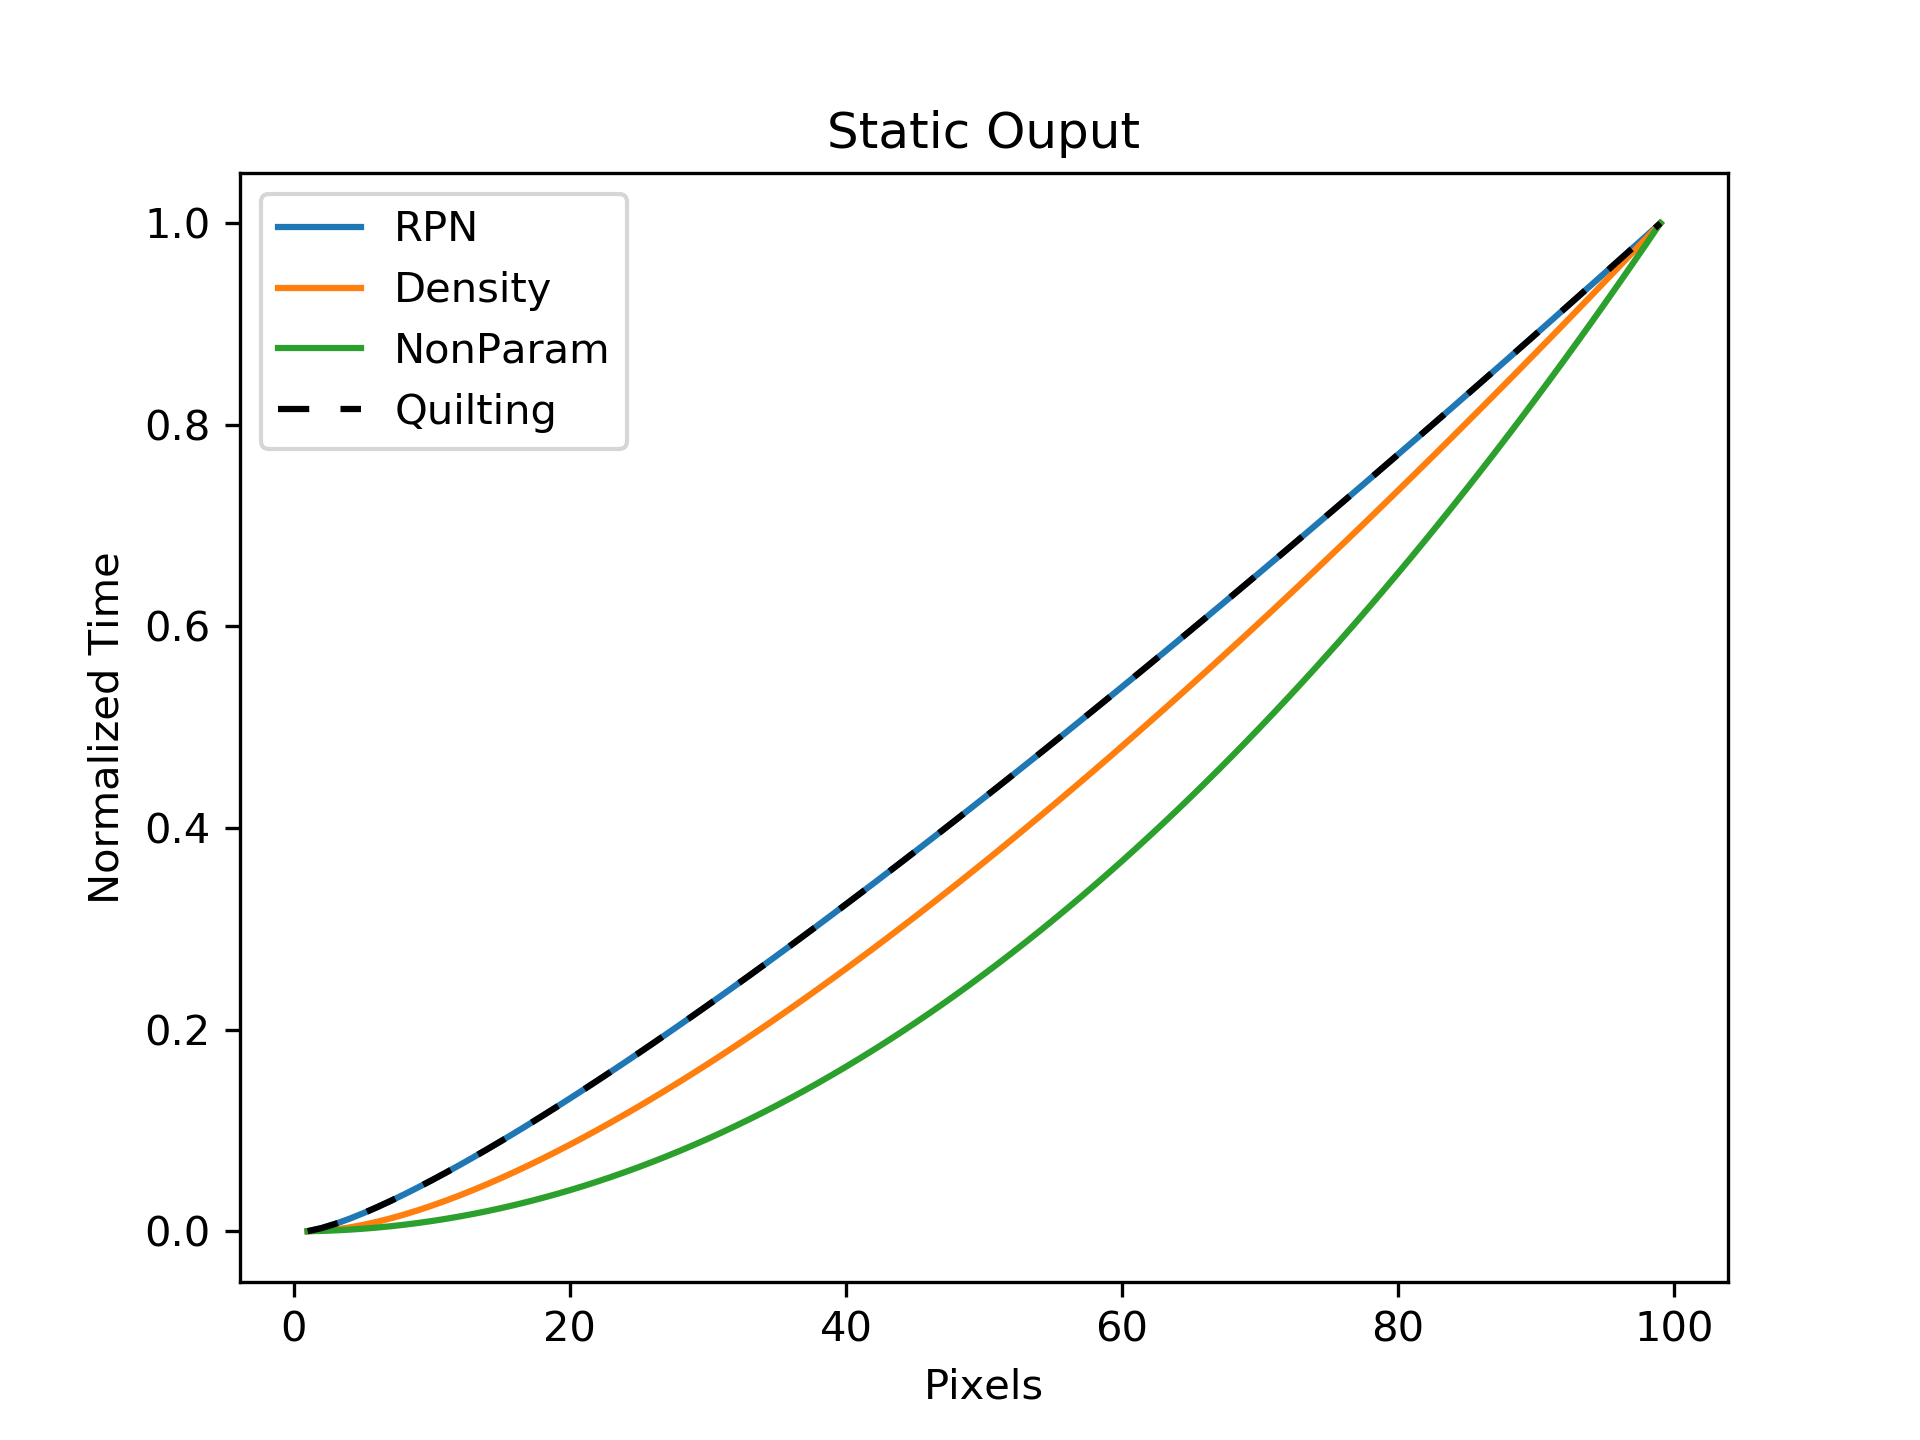 Static Ouput
RPN
Density
NonParam
Quilting
Normalized Time
1.0
0.8
0.6
0.4
0.2
0.0
0 20 40 60 80 100
Pixels